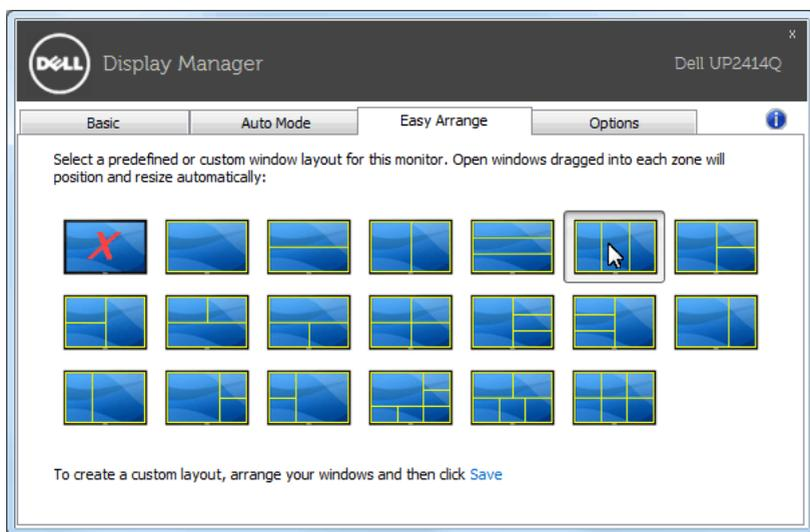 x
DELL Display Manager Dell UP2414Q
Basic Auto Mode Easy Arrange Options i
Select a predefined or custom window layout for this monitor. Open windows dragged into each zone will
position and resize automatically:
X
To create a custom layout, arrange your windows and then click Save